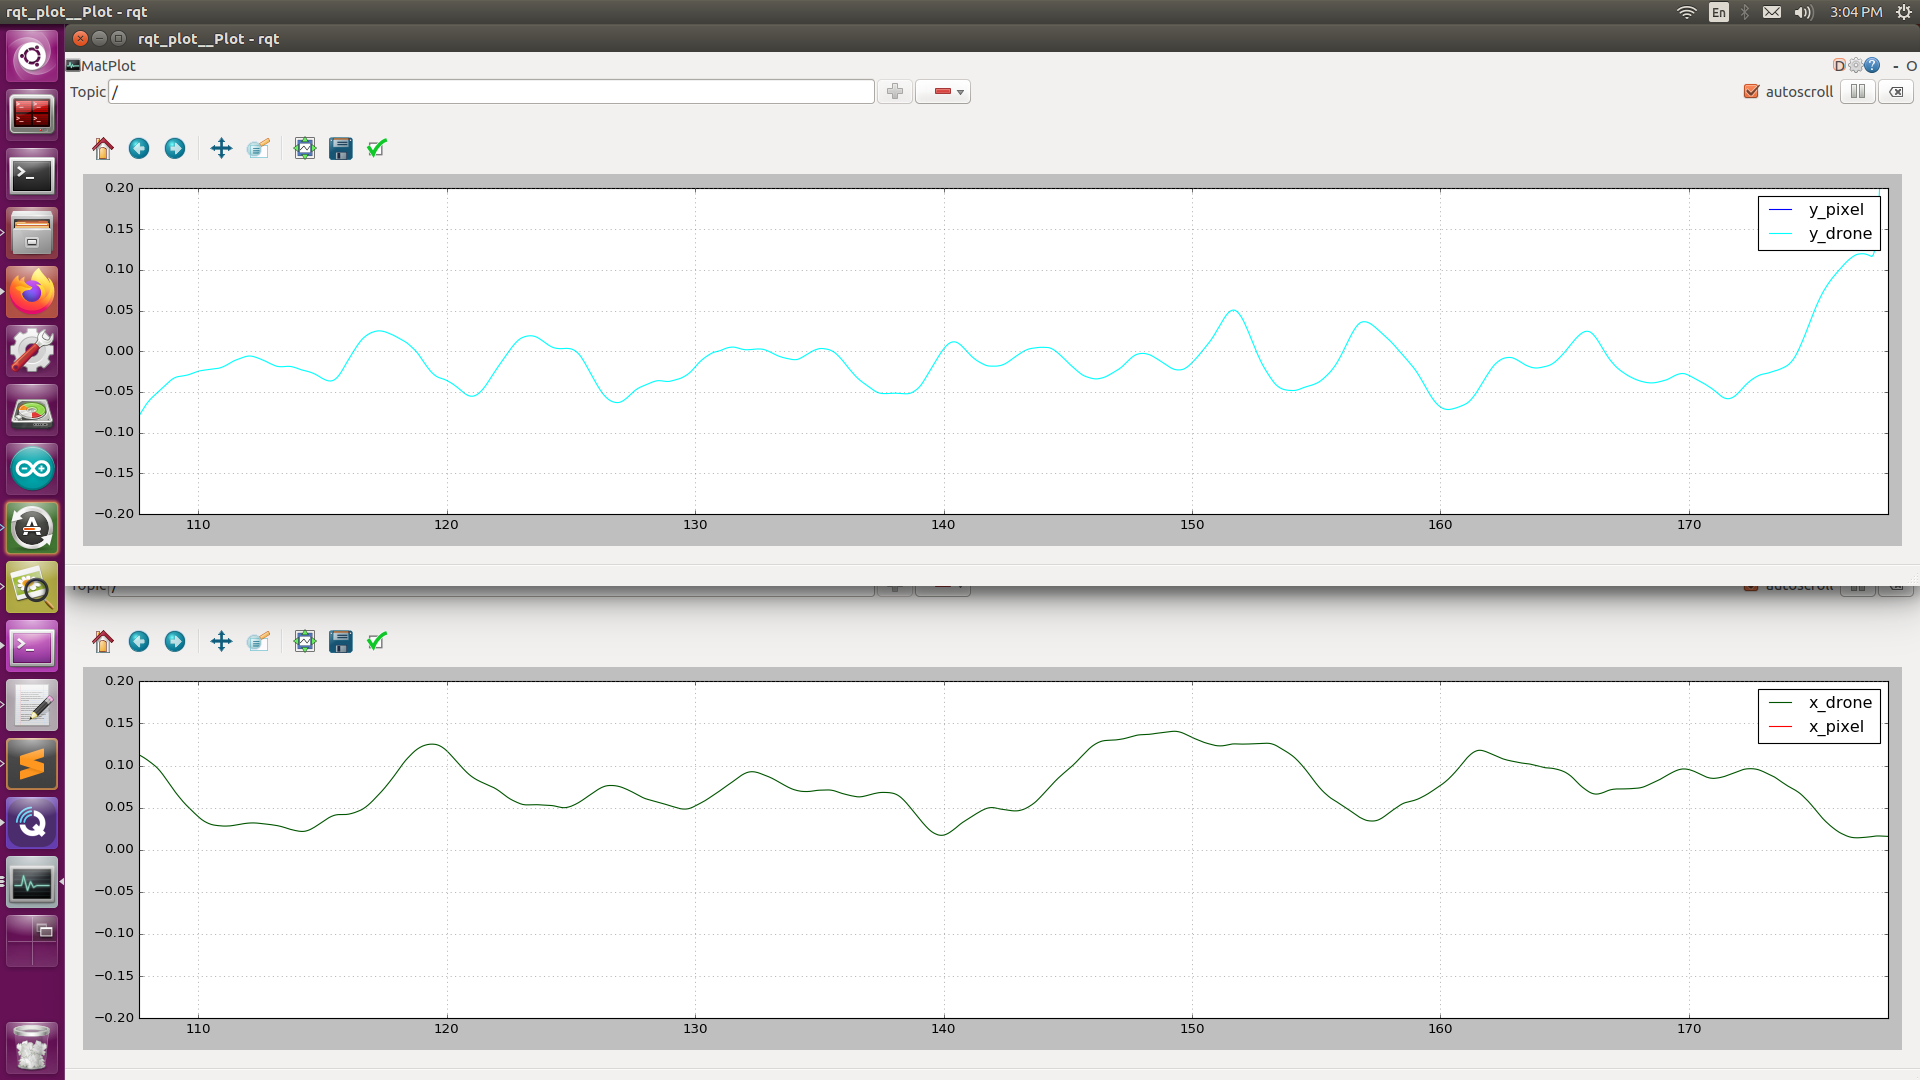 rqt_plot__Plot - rqt
En
3:04 PM
rqt_plot__Plot - rqt
MatPlot
D
- O
Topic /
autoscroll
0.20
0.15
0.10
0.05
0.00
−0.05
−0.10
−0.15
−0.20
110 120 130 140 150 160 170
y_pixel
y_drone
Topic /
autoscroll
0.20
0.15
0.10
0.05
0.00
−0.05
−0.10
−0.15
−0.20
110 120 130 140 150 160 170
x_drone
x_pixel